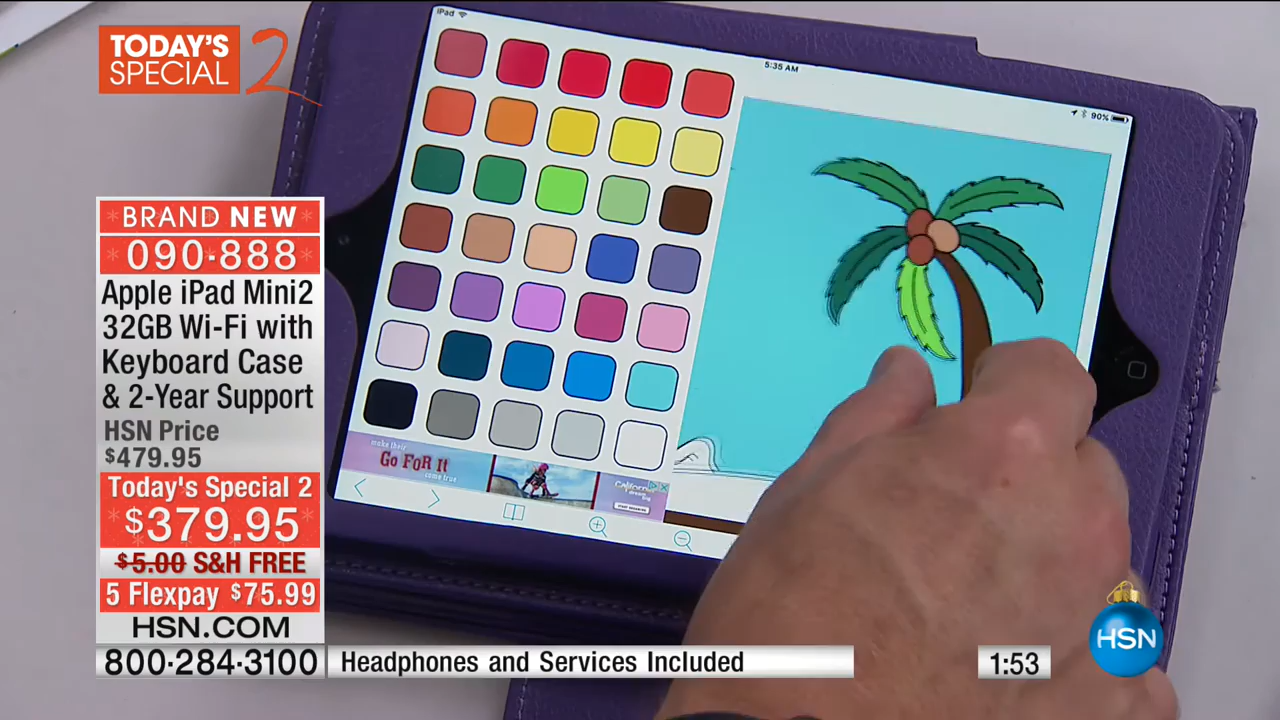 TODAY'S
SPECIAL 2
BRAND NEW
090•888
Apple iPad Mini2
32GB Wi-Fi with
Keyboard Case
& 2-Year Support
HSN Price
$479.95
Today's Special 2
$379.95
$5.00 S&H FREE
5 Flexpay $75.99
HSN.COM
800•284•3100
Headphones and Services Included
1:53
HSN
iPad
5:35 AM
90%
make their
Go FOR It
come true
California